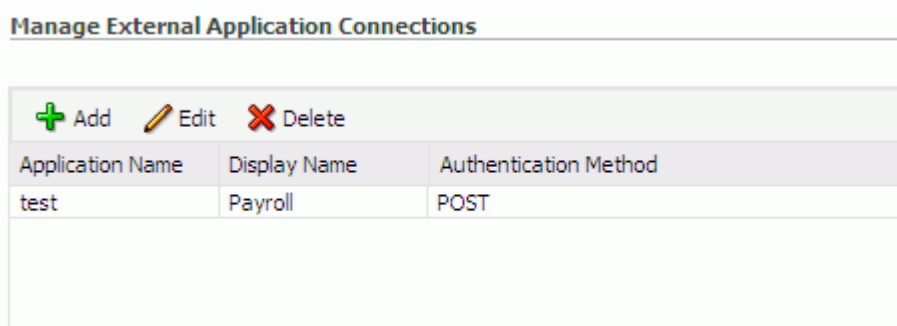 Manage External Application Connections
Add Edit Delete
Application Name Display Name Authentication Method
test Payroll POST